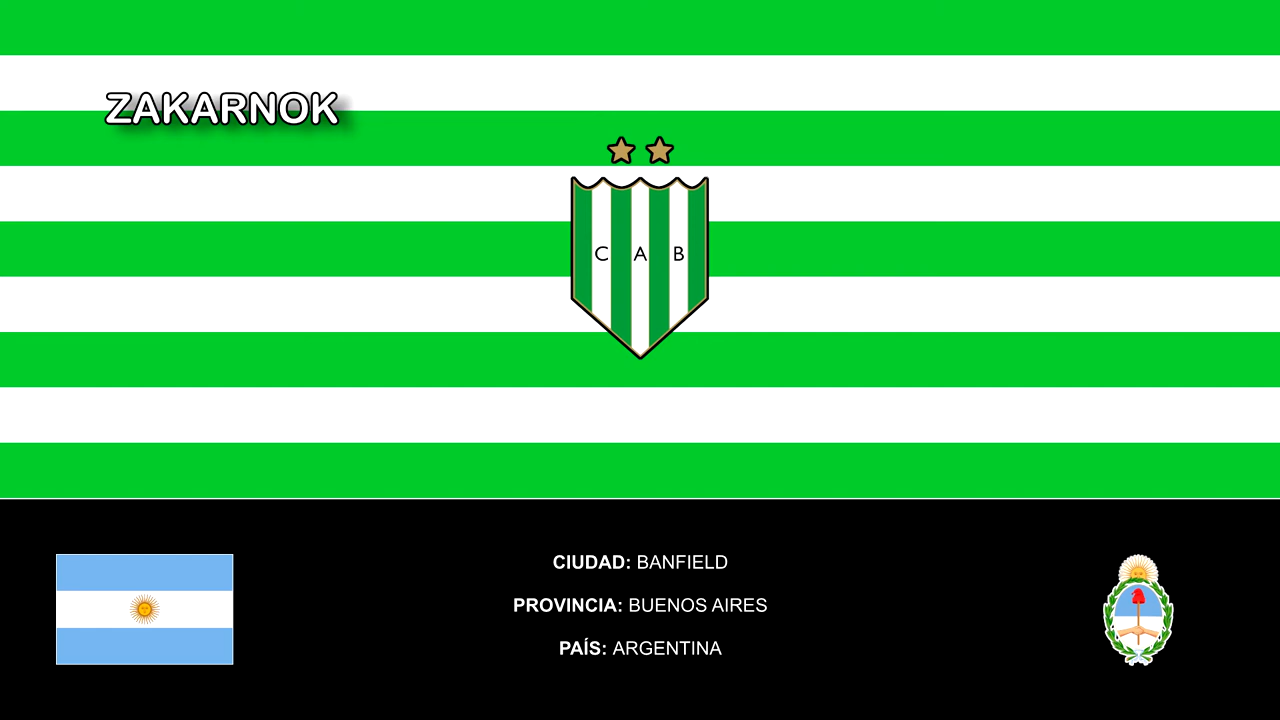 ZAKARNOK
C A B
CIUDAD: BANFIELD
PROVINCIA: BUENOS AIRES
PAÍS: ARGENTINA